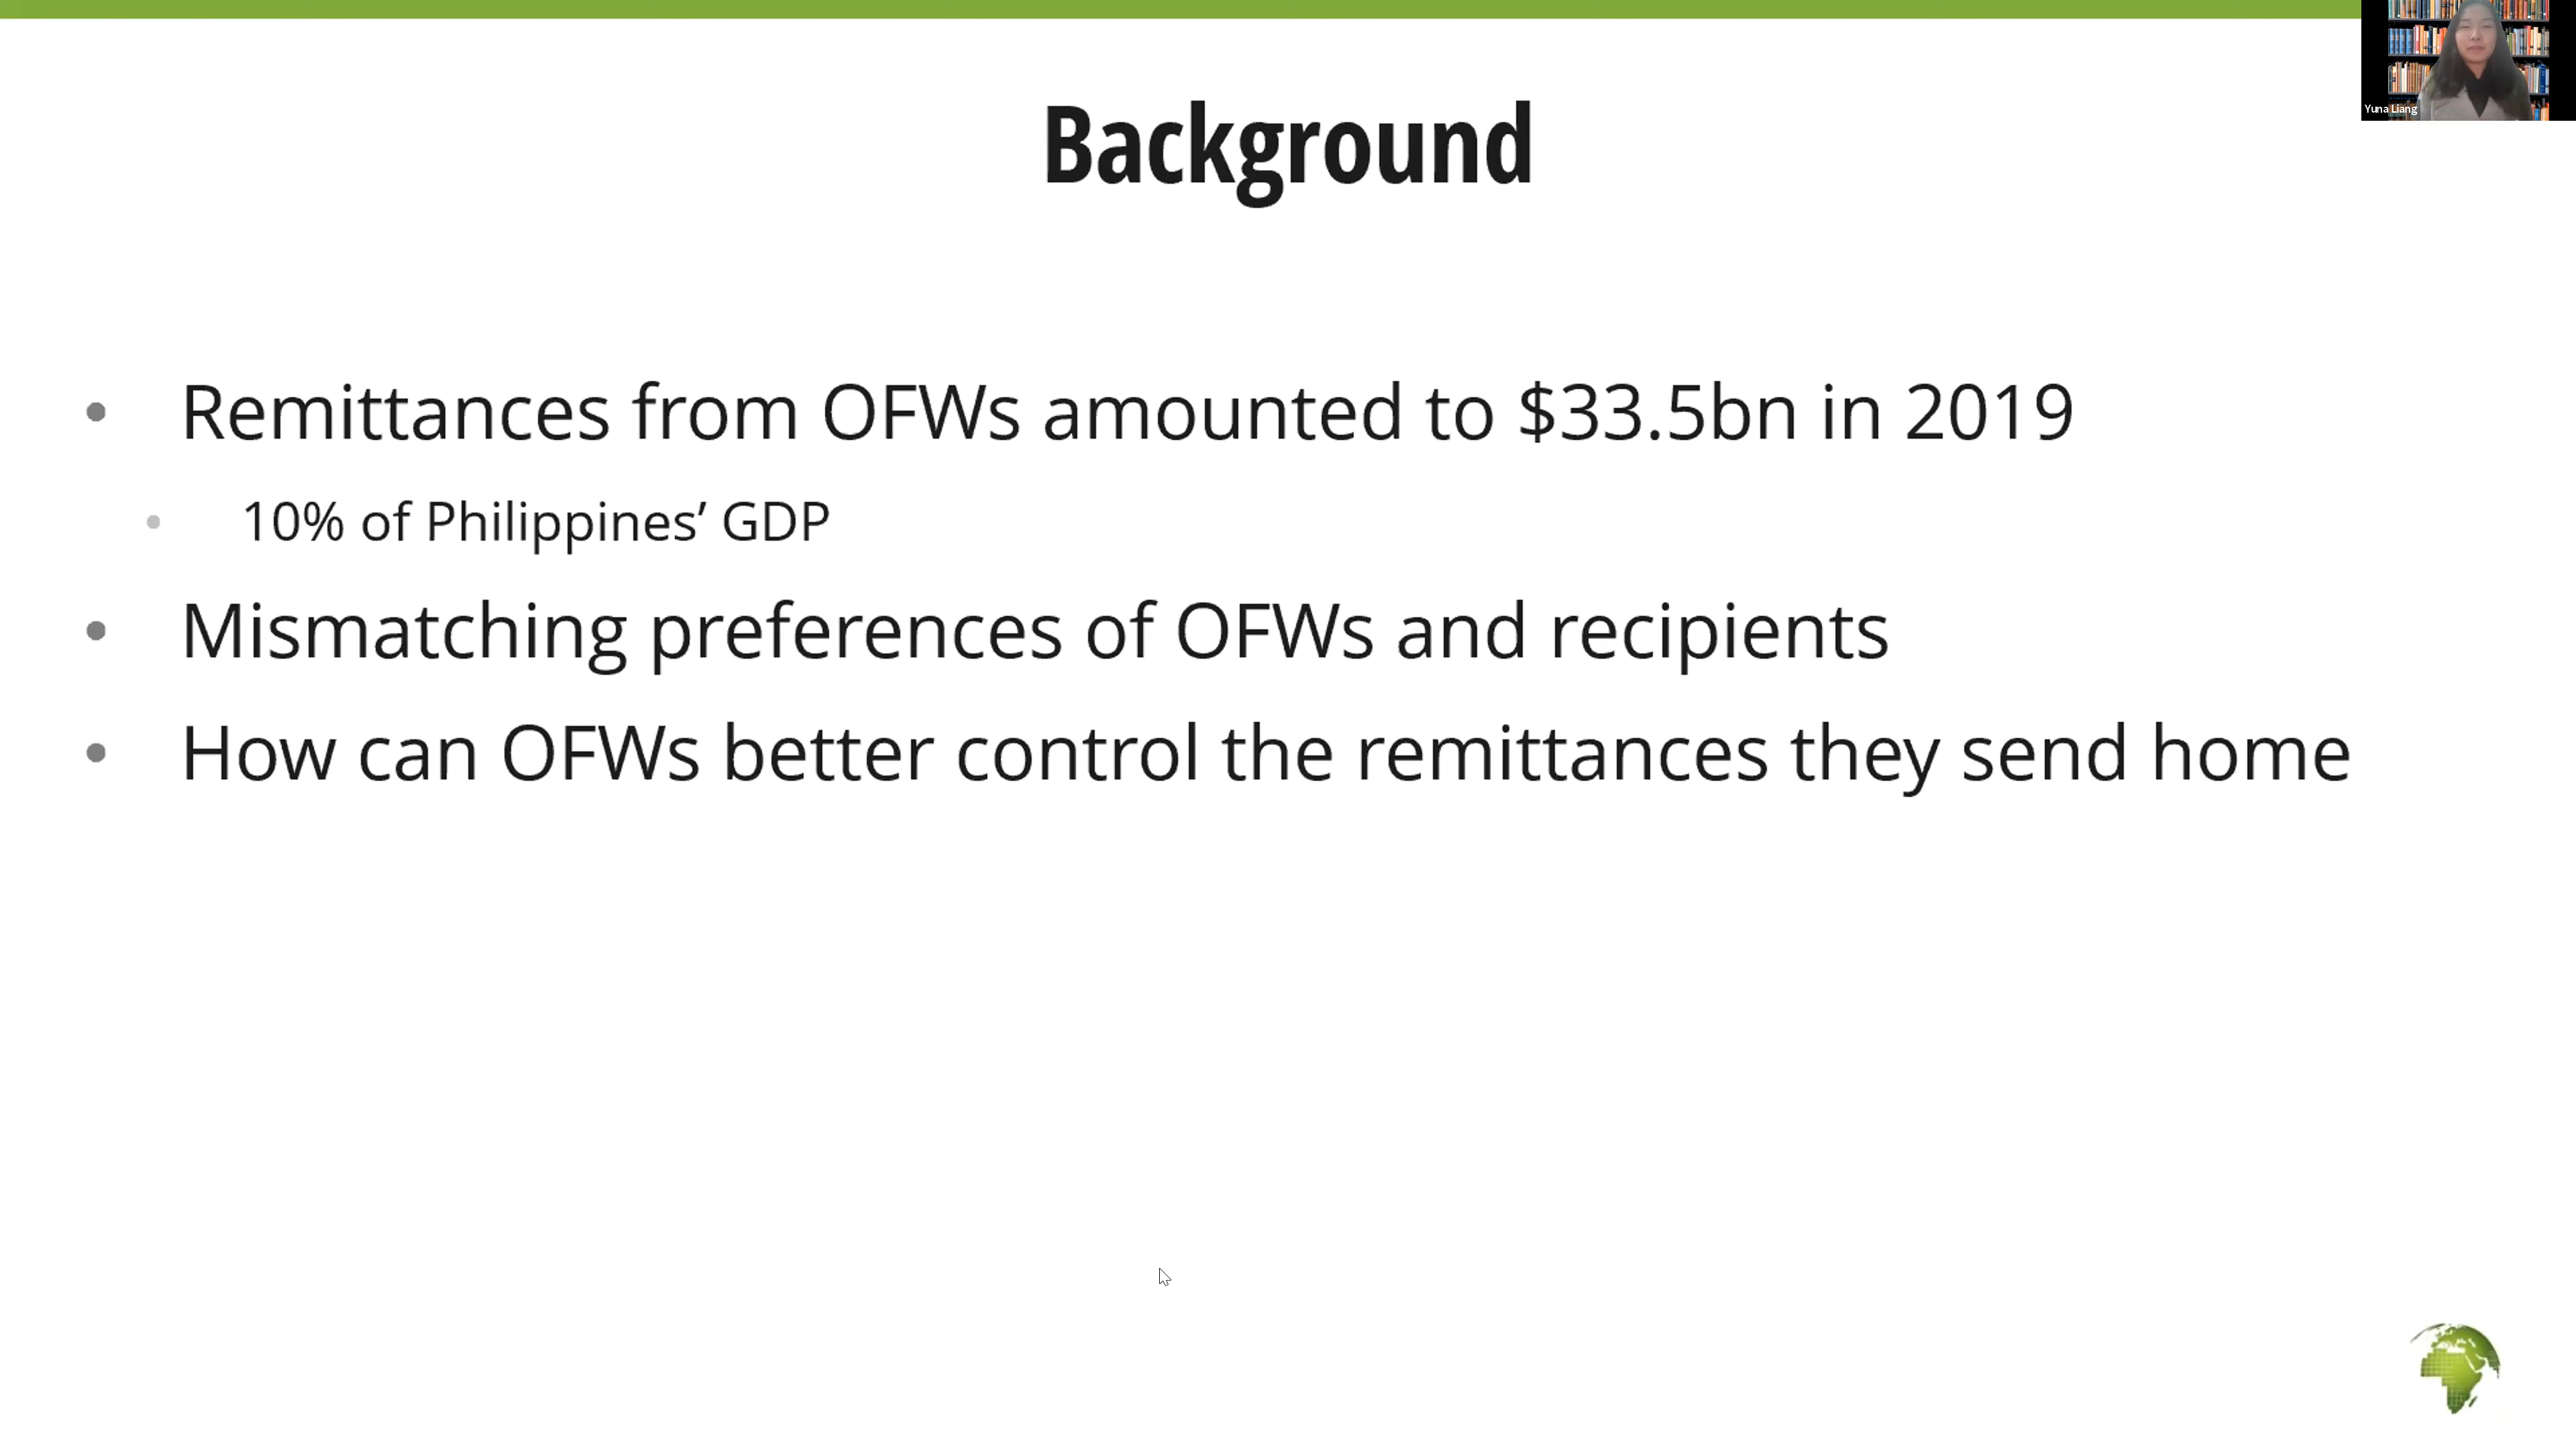 Yuna Liang
Background
• Remittances from OFWs amounted to $33.5bn in 2019
• 10% of Philippines’ GDP
• Mismatching preferences of OFWs and recipients
• How can OFWs better control the remittances they send home